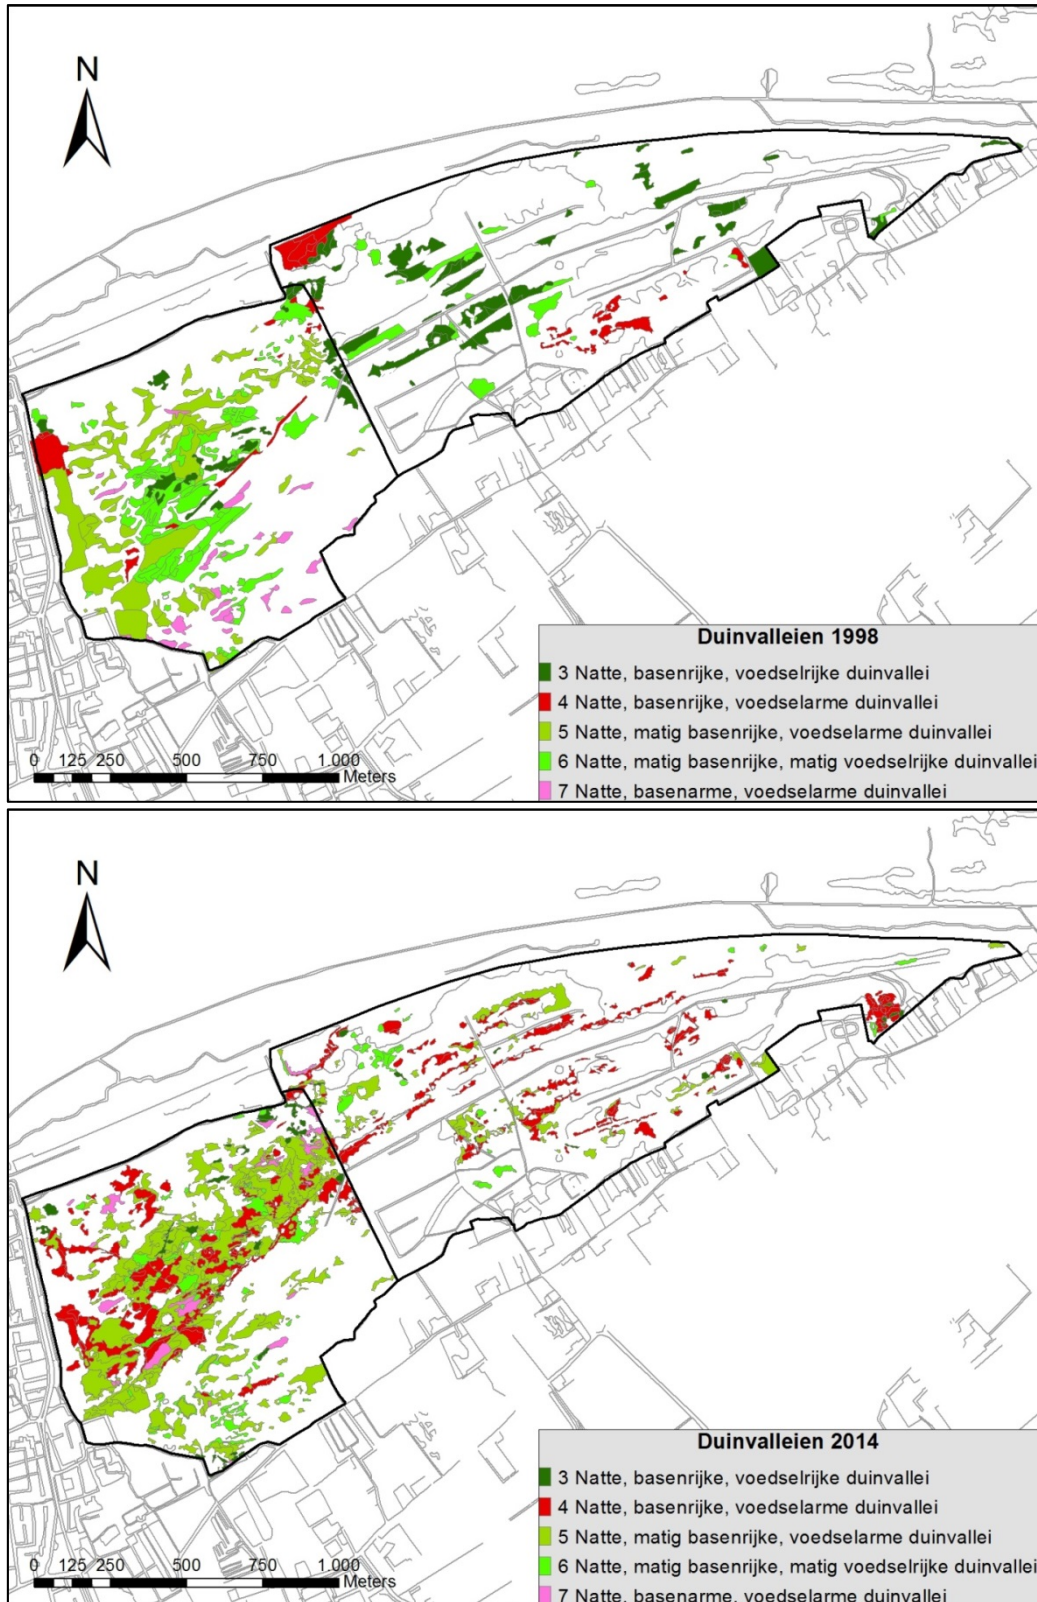 N
Duinvalleien 1998
3 Natte, basenrijke, voedselrijke duinvallei
4 Natte, basenrijke, voedselarme duinvallei
5 Natte, matig basenrijke, voedselarme duinvallei
6 Natte, matig basenrijke, matig voedselrijke duinvallei
7 Natte, basenarme, voedselarme duinvallei
0 125 250 500 750 1.000
Meters
N
Duinvalleien 2014
3 Natte, basenrijke, voedselrijke duinvallei
4 Natte, basenrijke, voedselarme duinvallei
5 Natte, matig basenrijke, voedselarme duinvallei
6 Natte, matig basenrijke, matig voedselrijke duinvallei
7 Natte, basenarme, voedselarme duinvallei
0 125 250 500 750 1.000
Meters